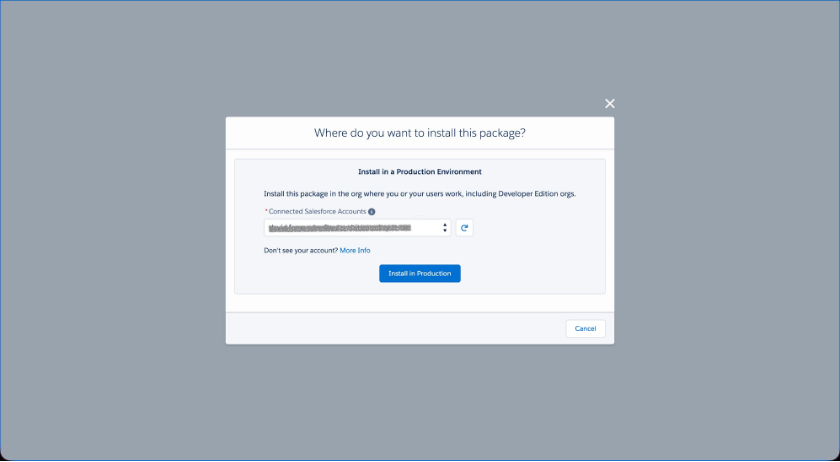 Where do you want to install this package?
Install in a Production Environment
Install this package in the org where you or your users work, including Developer Edition orgs.
* Connected Salesforce Accounts
Don't see your account? More Info
Install in Production
Cancel